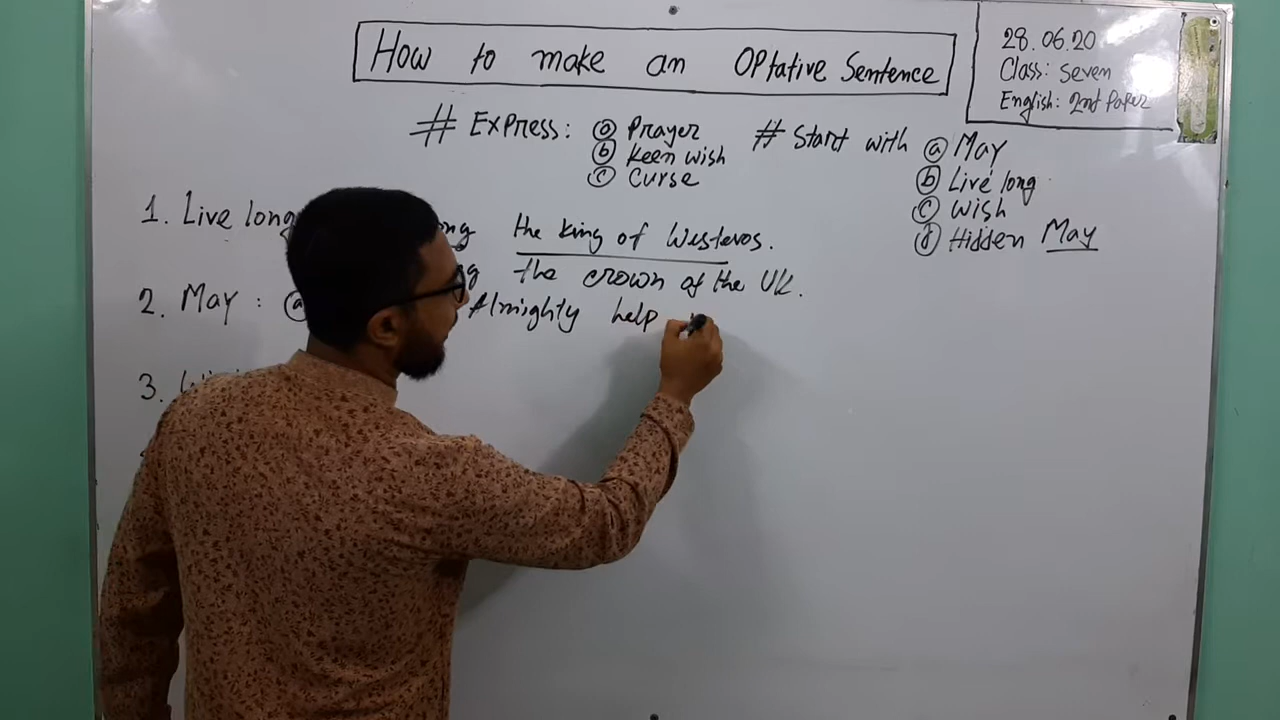 How to make an Optative Sentence
28.06.20
Class: Seven
English: 2nd Paper
# Express: ⓐ Prayer
ⓑ Keen wish
ⓒ Curse
# Start with ⓐ May
ⓑ Live long
ⓒ Wish
ⓓ Hidden May
1. Live long the king of Westeros.
the crown of the UK.
2. May : ⓐ Almighty help
3.